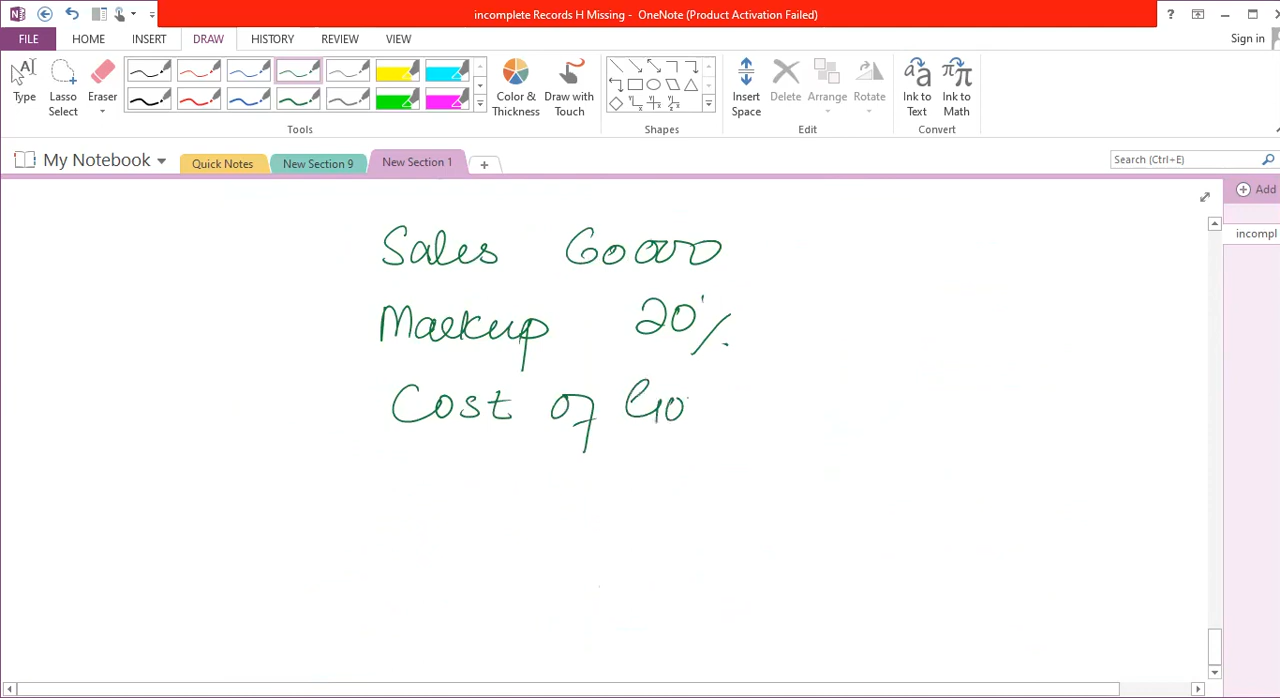 incomplete Records H Missing - OneNote (Product Activation Failed)
?
FILE HOME INSERT DRAW HISTORY REVIEW VIEW
Sign in
Type
Lasso Select
Eraser
Color & Thickness
Draw with Touch
Insert Space
Delete
Arrange
Rotate
Ink to Text
Ink to Math
Tools
Shapes
Edit
Convert
My Notebook
Quick Notes
New Section 9
New Section 1
Search (Ctrl+E)
Add
incompl
Sales 60000
Markup 20%
Cost of Go